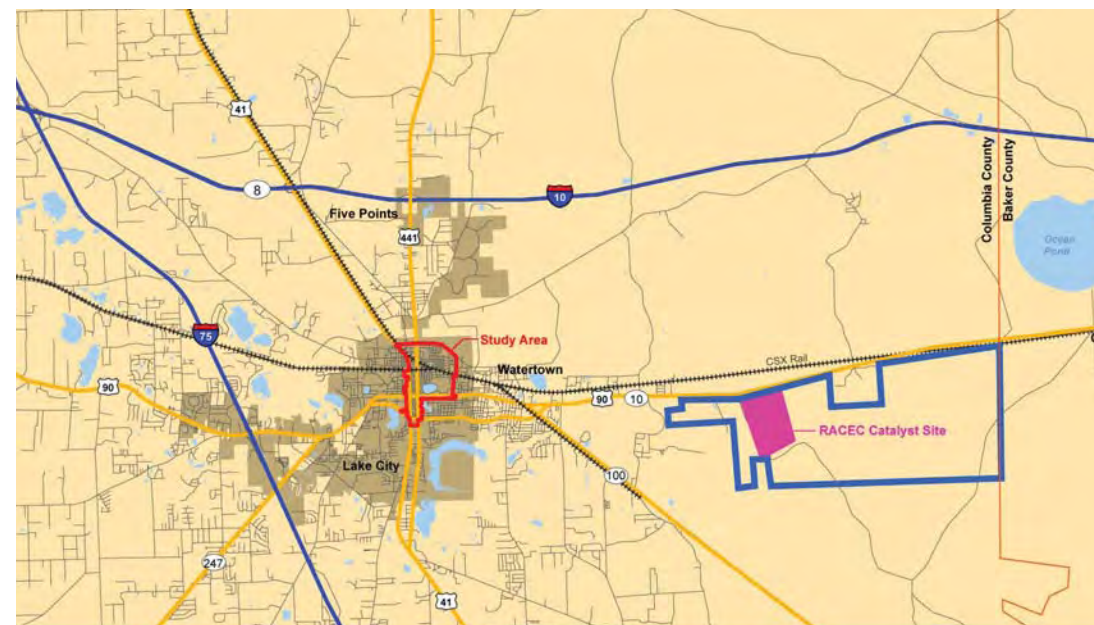 41
8
10
Five Points
441
Columbia County
Baker County
Ocean
Pond
75
Study Area
CSX Rail
Watertown
90
90
10
RACEC Catalyst Site
Lake City
100
247
41